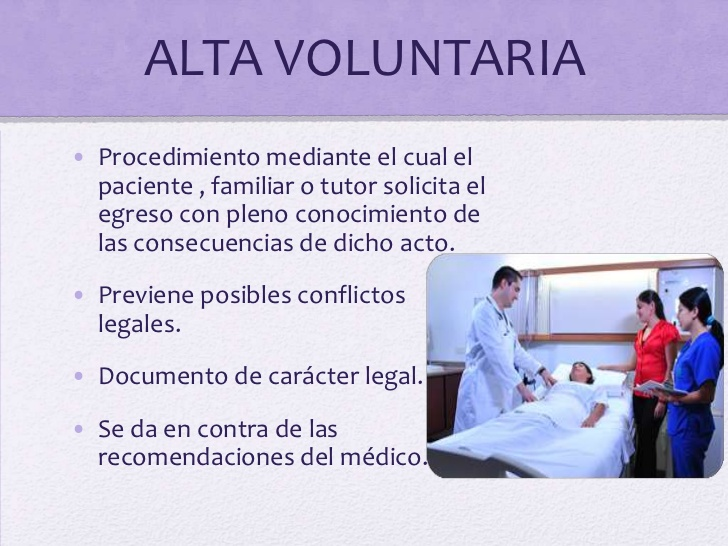 ALTA VOLUNTARIA
• Procedimiento mediante el cual el
paciente , familiar o tutor solicita el
egreso con pleno conocimiento de
las consecuencias de dicho acto.
• Previene posibles conflictos
legales.
• Documento de carácter legal.
• Se da en contra de las
recomendaciones del médico.